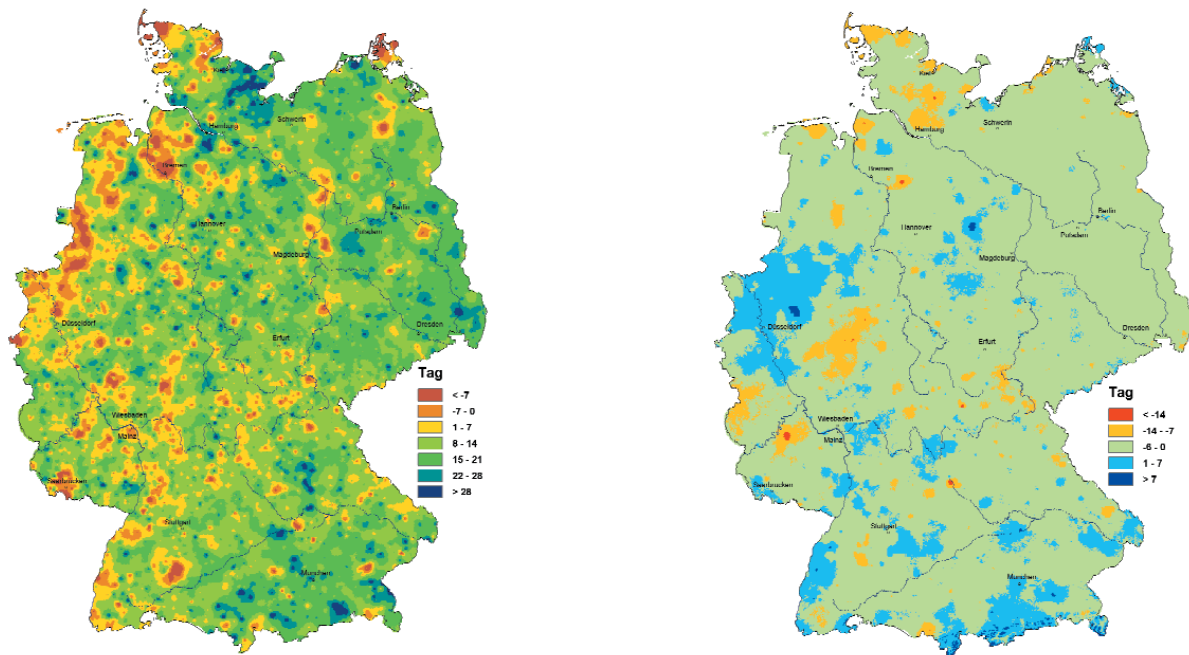 Kiel
Schwerin
Hamburg
Bremen
Berlin
Hannover
Potsdam
Magdeburg
Düsseldorf
Dresden
Erfurt
Wiesbaden
Mainz
Saarbrücken
Stuttgart
München
Tag
< -7
-7 - 0
1 - 7
8 - 14
15 - 21
22 - 28
> 28
Kiel
Schwerin
Hamburg
Bremen
Berlin
Hannover
Potsdam
Magdeburg
Düsseldorf
Dresden
Erfurt
Wiesbaden
Mainz
Saarbrücken
Stuttgart
München
Tag
< -14
-14 - -7
-6 - 0
1 - 7
> 7